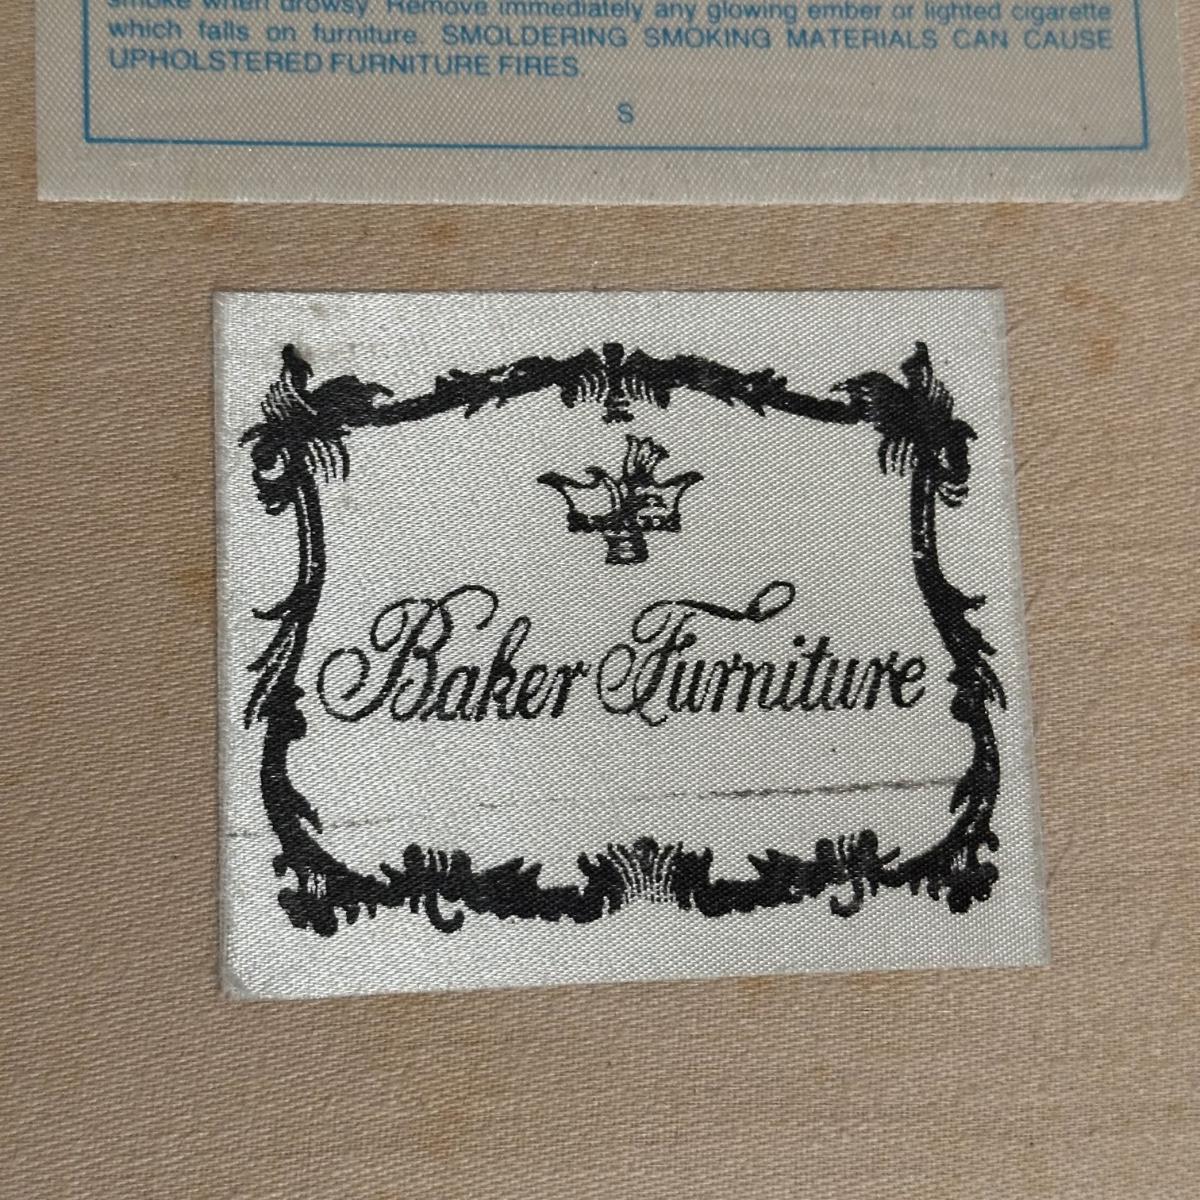 smoke when drowsy. Remove immediately any glowing ember or lighted cigarette
which falls on furniture. SMOLDERING SMOKING MATERIALS CAN CAUSE
UPHOLSTERED FURNITURE FIRES.
S
Baker Furniture